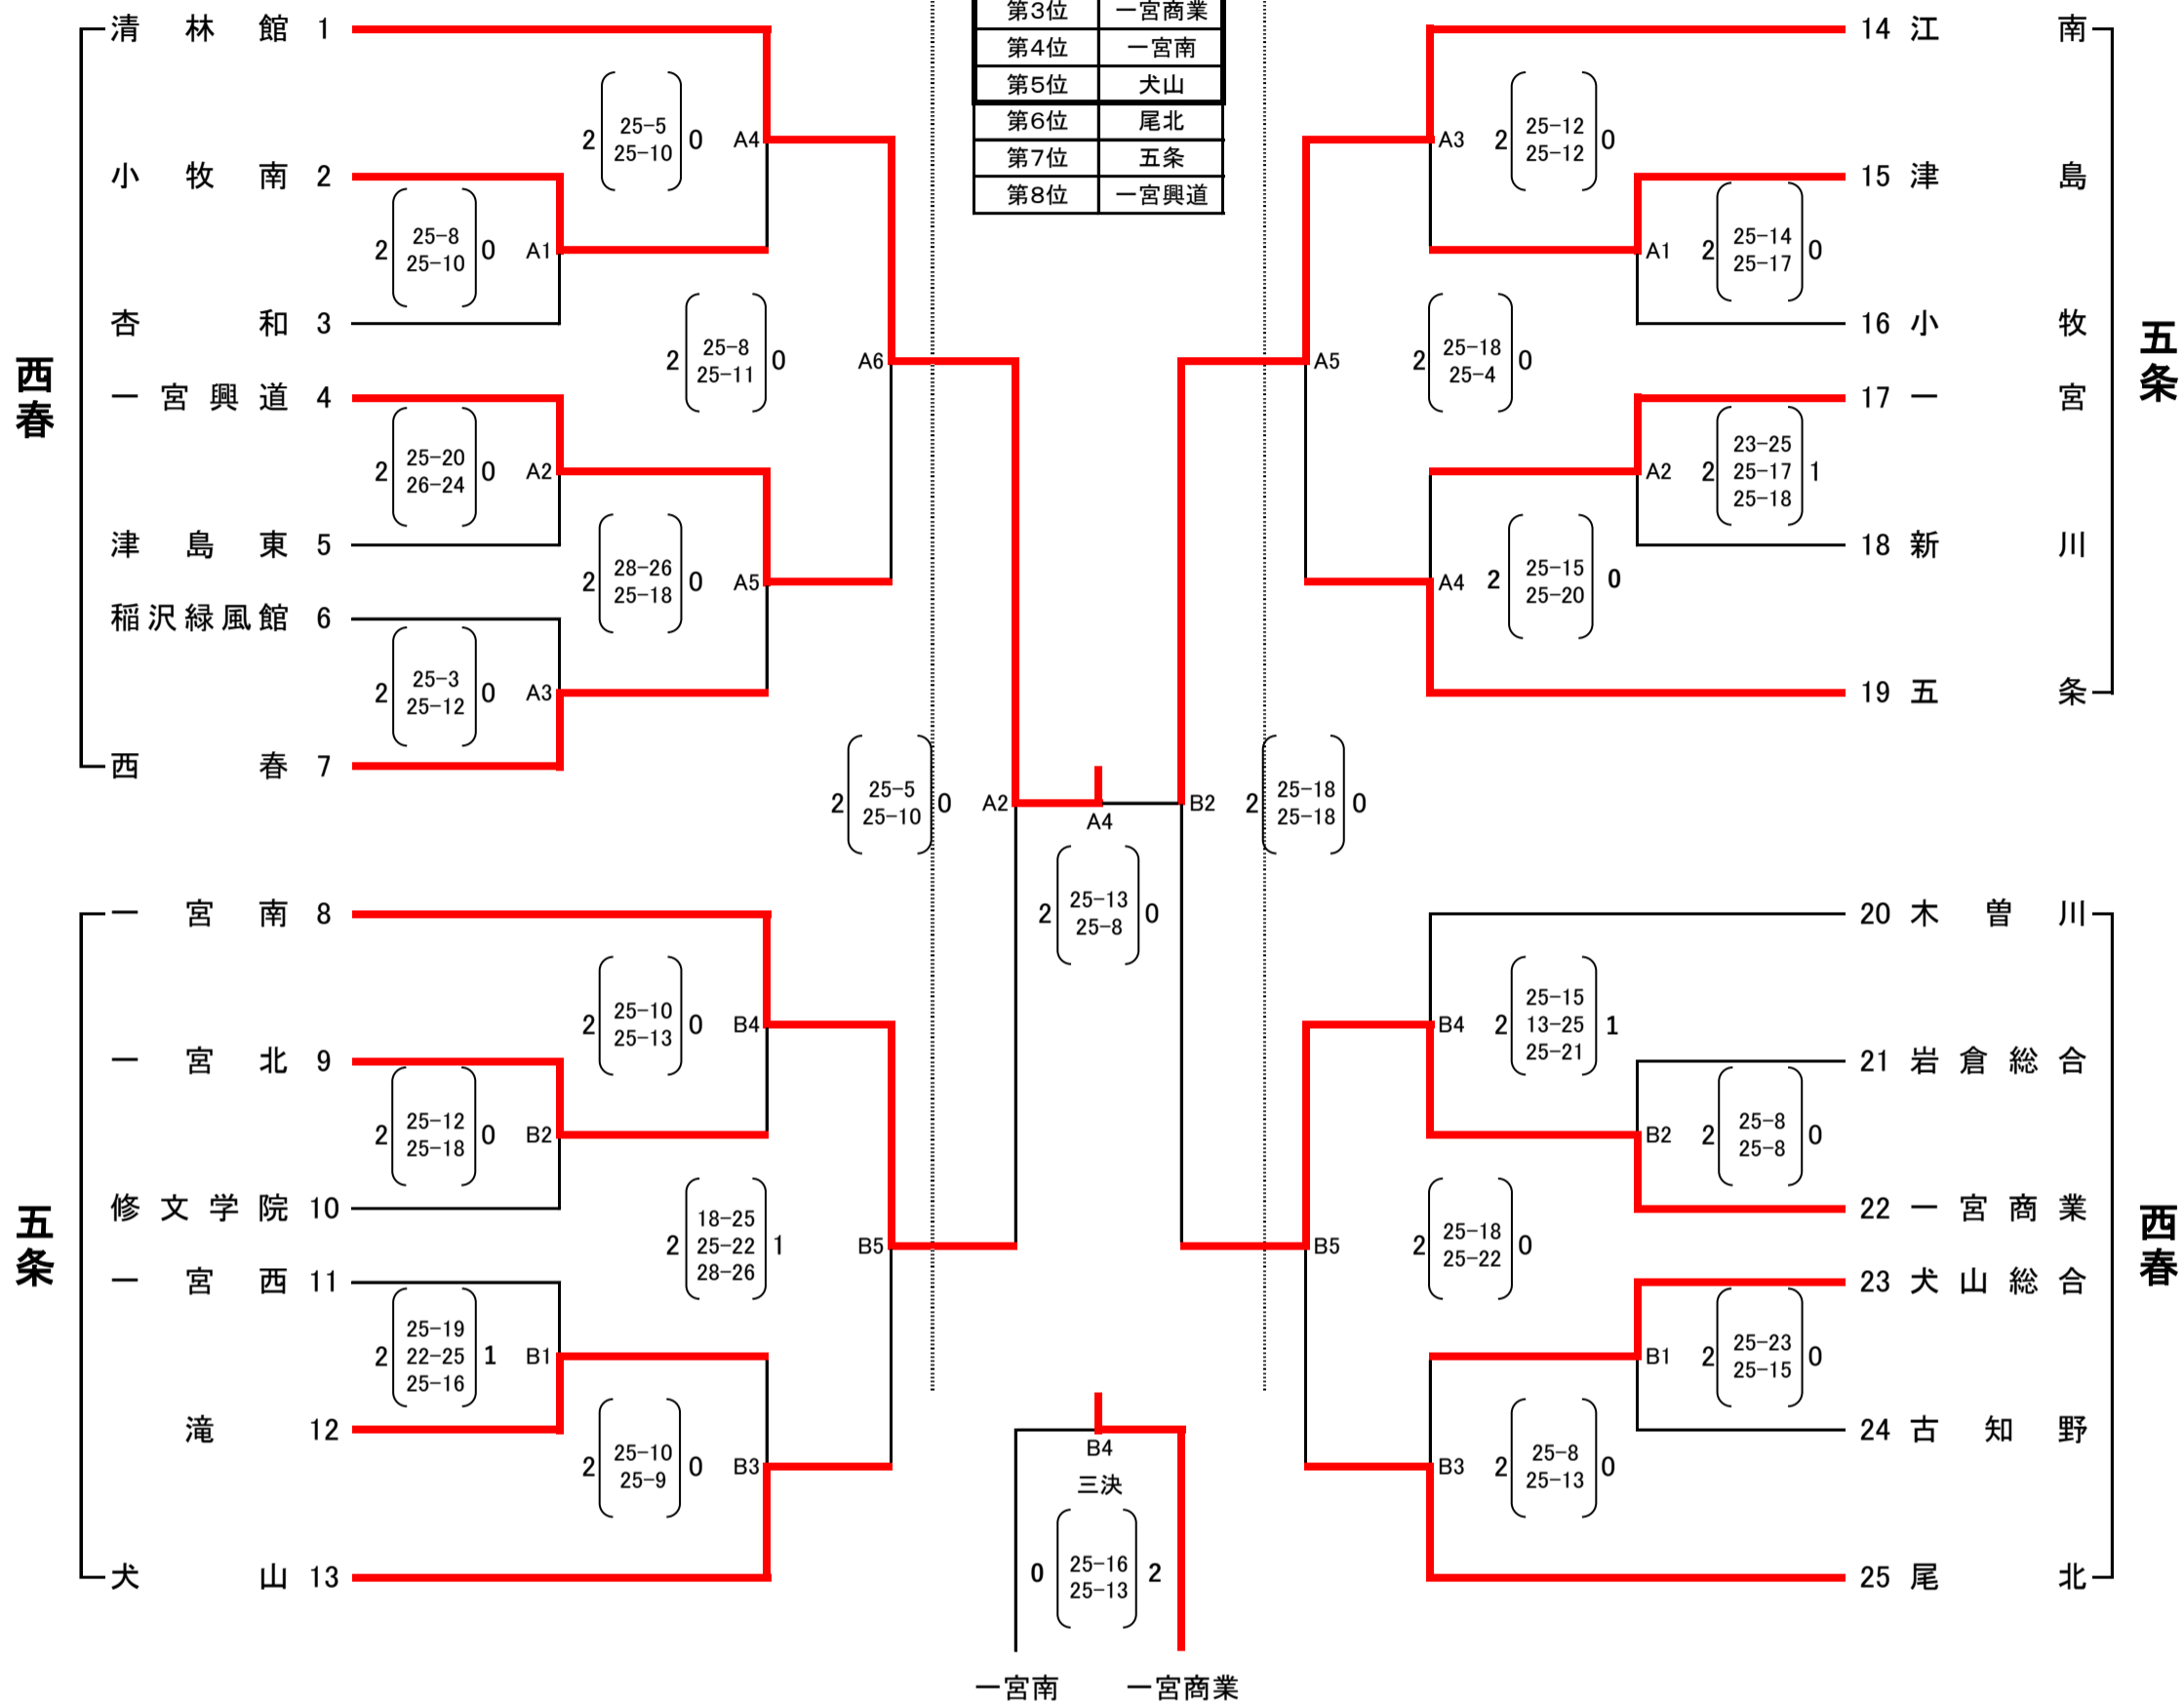 第3位 一宮商業
第4位 一宮南
第5位 犬山
第6位 尾北
第7位 五条
第8位 一宮興道
西春
清林館 1
小牧南 2
杏和 3
一宮興道 4
津島東 5
稲沢緑風館 6
西春 7
2 25-5 25-10 0 A4
2 25-8 25-10 0 A1
2 25-8 25-11 0 A6
2 25-20 26-24 0 A2
2 28-26 25-18 0 A5
2 25-3 25-12 0 A3
2 25-5 25-10 0 A2
五条
一宮南 8
一宮北 9
修文学院 10
一宮西 11
滝 12
犬山 13
2 25-10 25-13 0 B4
2 25-12 25-18 0 B2
2 18-25 25-22 28-26 1 B5
2 25-19 22-25 25-16 1 B1
2 25-10 25-9 0 B3
A4
2 25-13 25-8 0
五条
14 江南
15 津島
16 小牧
17 一宮
18 新川
19 五条
A3 2 25-12 25-12 0
A1 2 25-14 25-17 0
A5 2 25-18 25-4 0
A2 2 23-25 25-17 25-18 1
A4 2 25-15 25-20 0
B2 2 25-18 25-18 0
西春
20 木曽川
21 岩倉総合
22 一宮商業
23 犬山総合
24 古知野
25 尾北
B4 2 25-15 13-25 25-21 1
B2 2 25-8 25-8 0
B5 2 25-18 25-22 0
B1 2 25-23 25-15 0
B3 2 25-8 25-13 0
B4
三決
0 25-16 25-13 2
一宮南 一宮商業